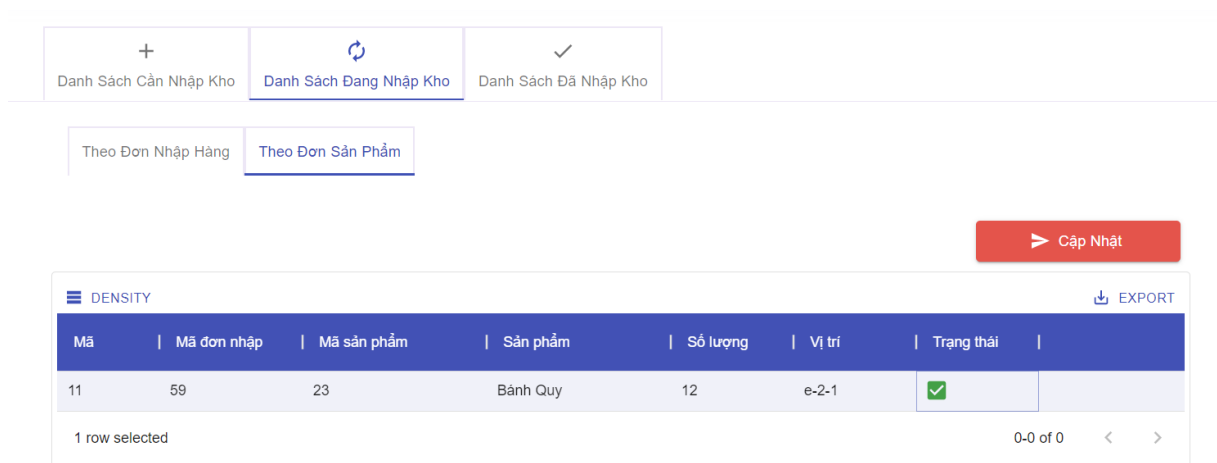 Danh Sách Cần Nhập Kho Danh Sách Đang Nhập Kho Danh Sách Đã Nhập Kho
Theo Đơn Nhập Hàng Theo Đơn Sản Phẩm
Cập Nhật
DENSITY EXPORT
Mã | Mã đơn nhập | Mã sản phẩm | Sản phẩm | Số lượng | Vị trí | Trạng thái |
11 59 23 Bánh Quy 12 e-2-1
1 row selected 0-0 of 0